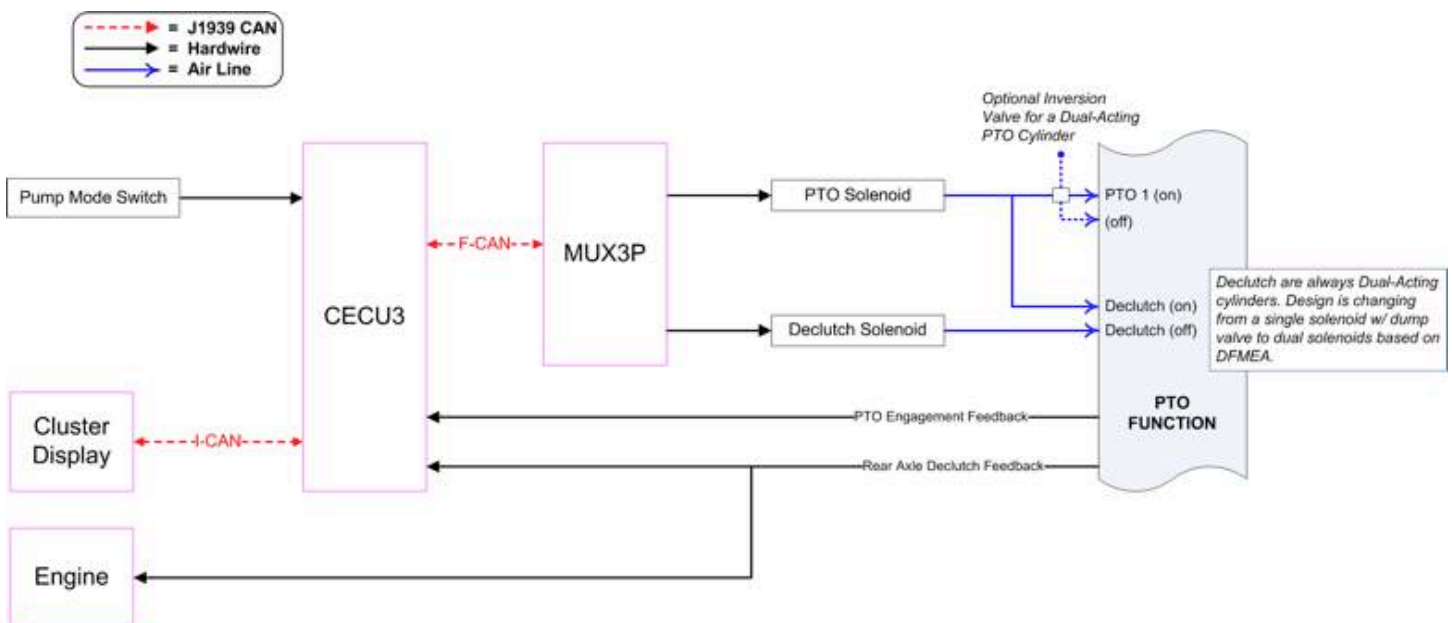 = J1939 CAN
= Hardwire
= Air Line
Optional Inversion
Valve for a Dual-Acting
PTO Cylinder
Pump Mode Switch
CECU3
F-CAN
MUX3P
PTO Solenoid
PTO 1 (on)
(off)
Declutch (on)
Declutch Solenoid
Declutch (off)
Declutch are always Dual-Acting
cylinders. Design is changing
from a single solenoid w/ dump
valve to dual solenoids based on
DFMEA.
PTO
FUNCTION
PTO Engagement Feedback
Rear Axle Declutch Feedback
Cluster
Display
I-CAN
Engine